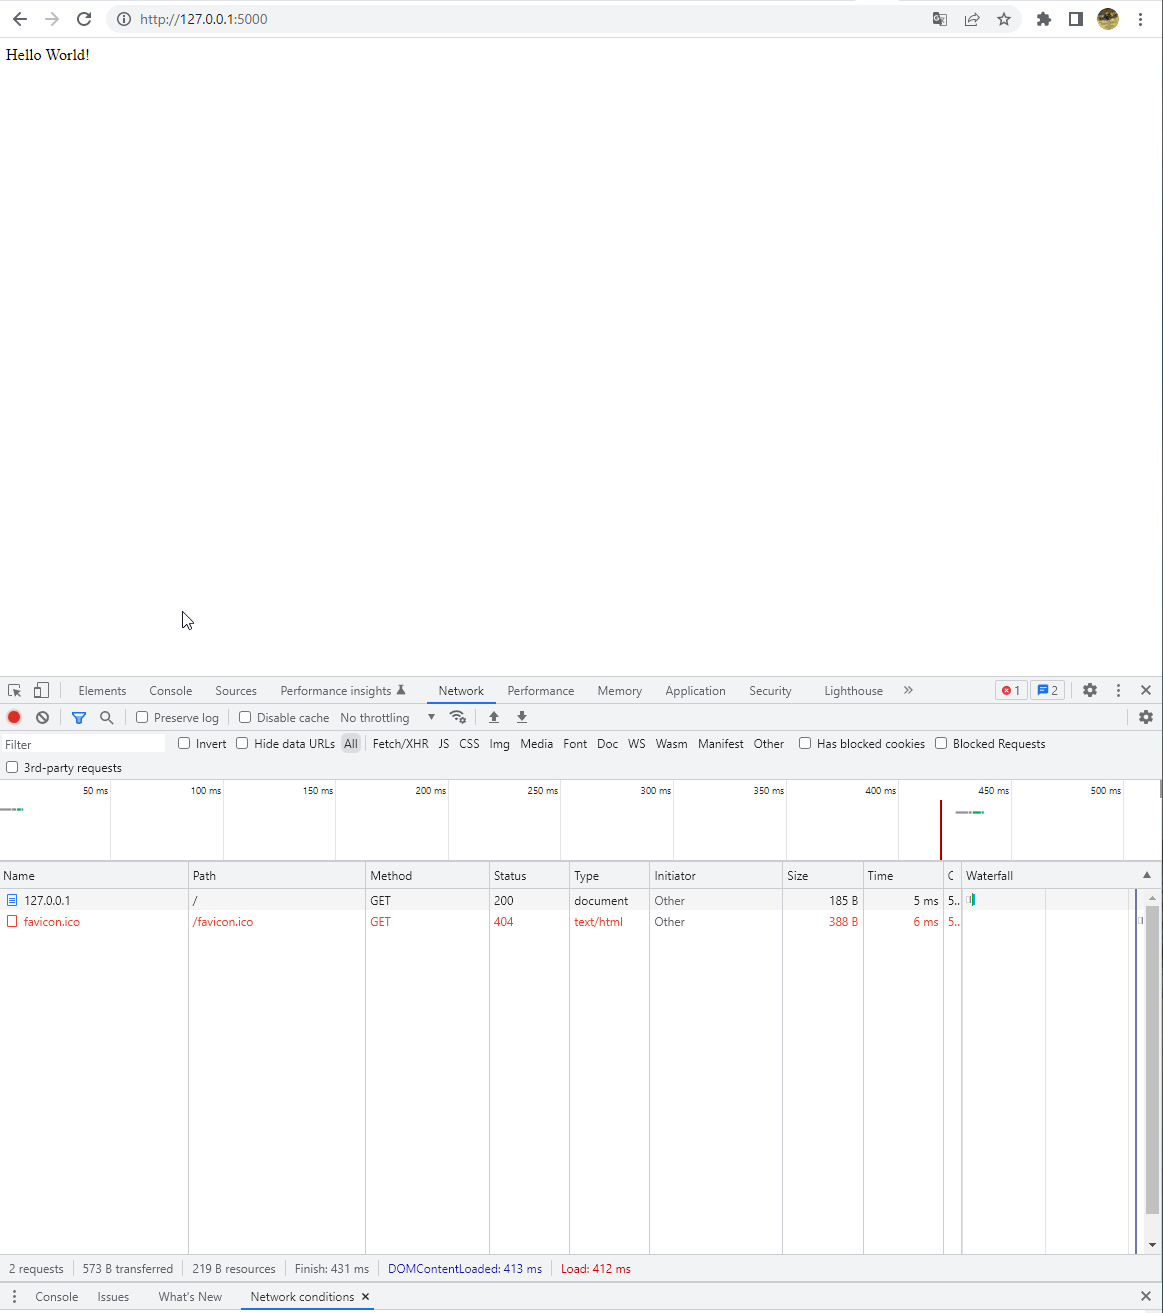 http://127.0.0.1:5000
Hello World!
Elements Console Sources Performance insights Network Performance Memory Application Security Lighthouse » 1 2
Preserve log Disable cache No throttling
Filter Invert Hide data URLs All Fetch/XHR JS CSS Img Media Font Doc WS Wasm Manifest Other Has blocked cookies Blocked Requests
3rd-party requests
50 ms 100 ms 150 ms 200 ms 250 ms 300 ms 350 ms 400 ms 450 ms 500 ms
Name Path Method Status Type Initiator Size Time C Waterfall
127.0.0.1 / GET 200 document Other 185 B 5 ms 5..
favicon.ico /favicon.ico GET 404 text/html Other 388 B 6 ms 5..
2 requests 573 B transferred 219 B resources Finish: 431 ms DOMContentLoaded: 413 ms Load: 412 ms
Console Issues What's New Network conditions